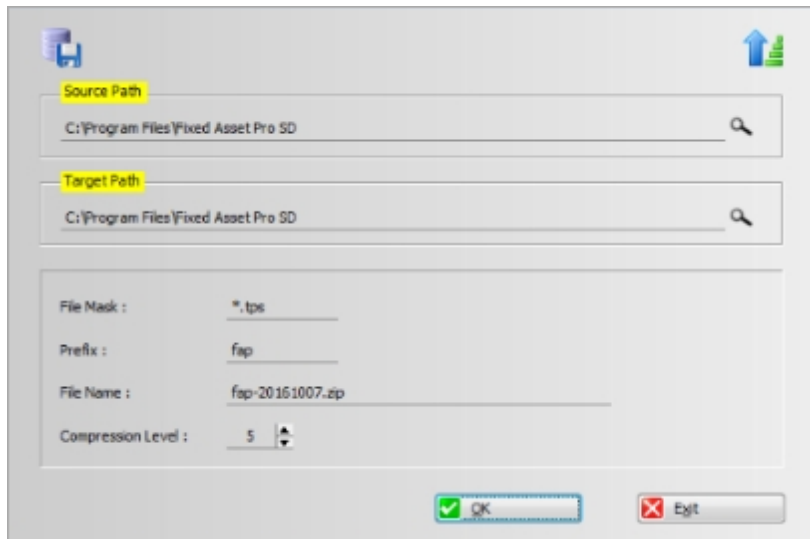 Source Path
C:\Program Files\Fixed Asset Pro SD
Target Path
C:\Program Files\Fixed Asset Pro SD
File Mask : *.tps
Prefix : fap
File Name : fap-20161007.zip
Compression Level : 5
OK Exit